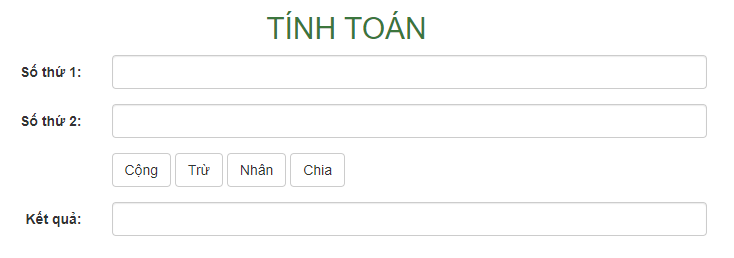 TÍNH TOÁN
Số thứ 1:
Số thứ 2:
Cộng Trừ Nhân Chia
Kết quả: